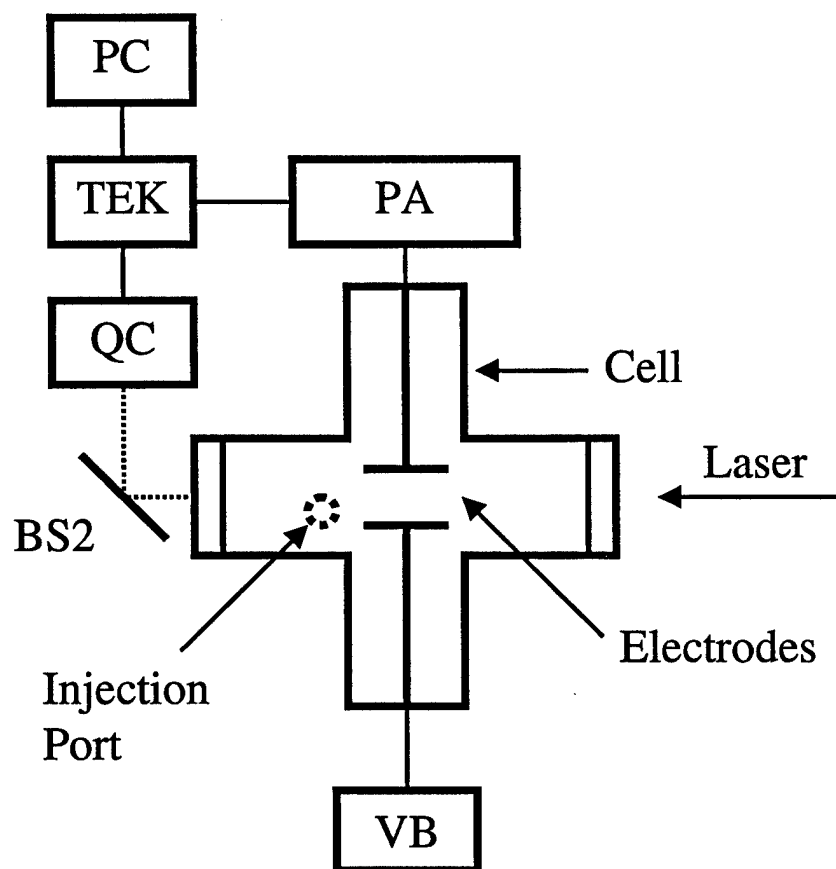 PC
TEK
PA
QC
Cell
Laser
BS2
Electrodes
Injection
Port
VB